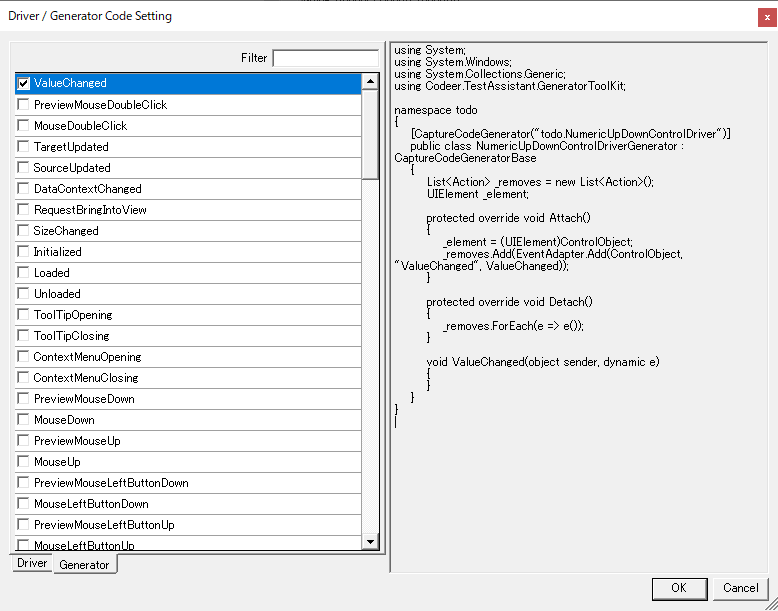 Driver / Generator Code Setting
x
Filter
ValueChanged
PreviewMouseDoubleClick
MouseDoubleClick
TargetUpdated
SourceUpdated
DataContextChanged
RequestBringIntoView
SizeChanged
Initialized
Loaded
Unloaded
ToolTipOpening
ToolTipClosing
ContextMenuOpening
ContextMenuClosing
PreviewMouseDown
MouseDown
PreviewMouseUp
MouseUp
PreviewMouseLeftButtonDown
MouseLeftButtonDown
PreviewMouseLeftButtonUp
MouseLeftButtonUp
Driver
Generator
using System;
using System.Windows;
using System.Collections.Generic;
using Codeer.TestAssistant.GeneratorToolKit;
namespace todo
{
[CaptureCodeGenerator("todo.NumericUpDownControlDriver")]
public class NumericUpDownControlDriverGenerator :
CaptureCodeGeneratorBase
{
List<Action> _removes = new List<Action>();
UIElement _element;
protected override void Attach()
{
_element = (UIElement)ControlObject;
_removes.Add(EventAdapter.Add(ControlObject,
"ValueChanged", ValueChanged));
}
protected override void Detach()
{
_removes.ForEach(e => e());
}
void ValueChanged(object sender, dynamic e)
{
}
}
}
OK
Cancel